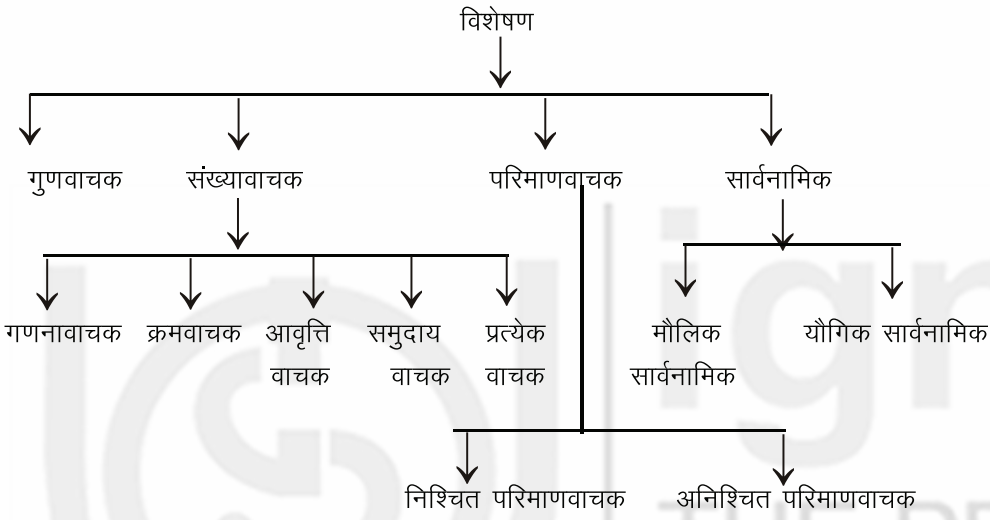 विशेषण
गुणवाचक संख्यावाचक परिमाणवाचक सार्वनामिक
गणनावाचक क्रमवाचक आवृत्ति समुदाय प्रत्येक मौलिक यौगिक सार्वनामिक
वाचक वाचक वाचक सार्वनामिक
निश्चित परिमाणवाचक अनिश्चित परिमाणवाचक